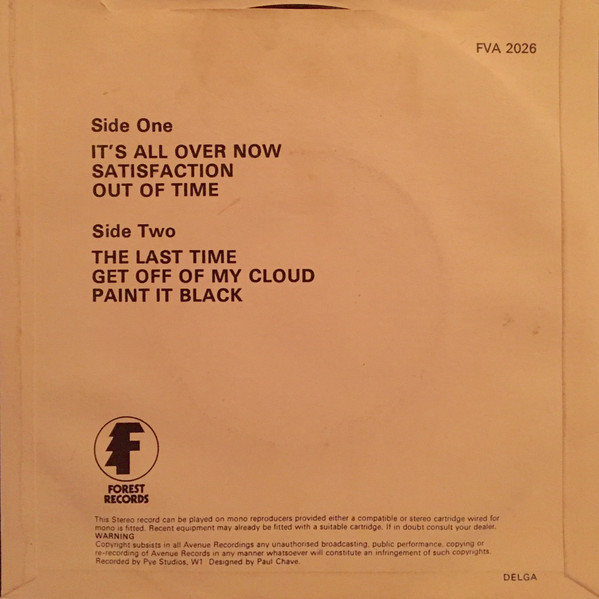 FVA 2026
Side One
IT'S ALL OVER NOW
SATISFACTION
OUT OF TIME
Side Two
THE LAST TIME
GET OFF OF MY CLOUD
PAINT IT BLACK
F
FOREST
RECORDS
This Stereo record can be played on mono reproducers provided either a compatible or stereo cartridge wired for
mono is fitted. Recent equipment may already be fitted with a suitable cartridge. If in doubt consult your dealer.
WARNING
Copyright subsists in all Avenue Recordings any unauthorised broadcasting, public performance, copying or
re-recording of Avenue Records in any manner whatsoever will constitute an infringement of such copyrights.
Recorded by Pye Studios, W1 Designed by Paul Chave.
DELGA